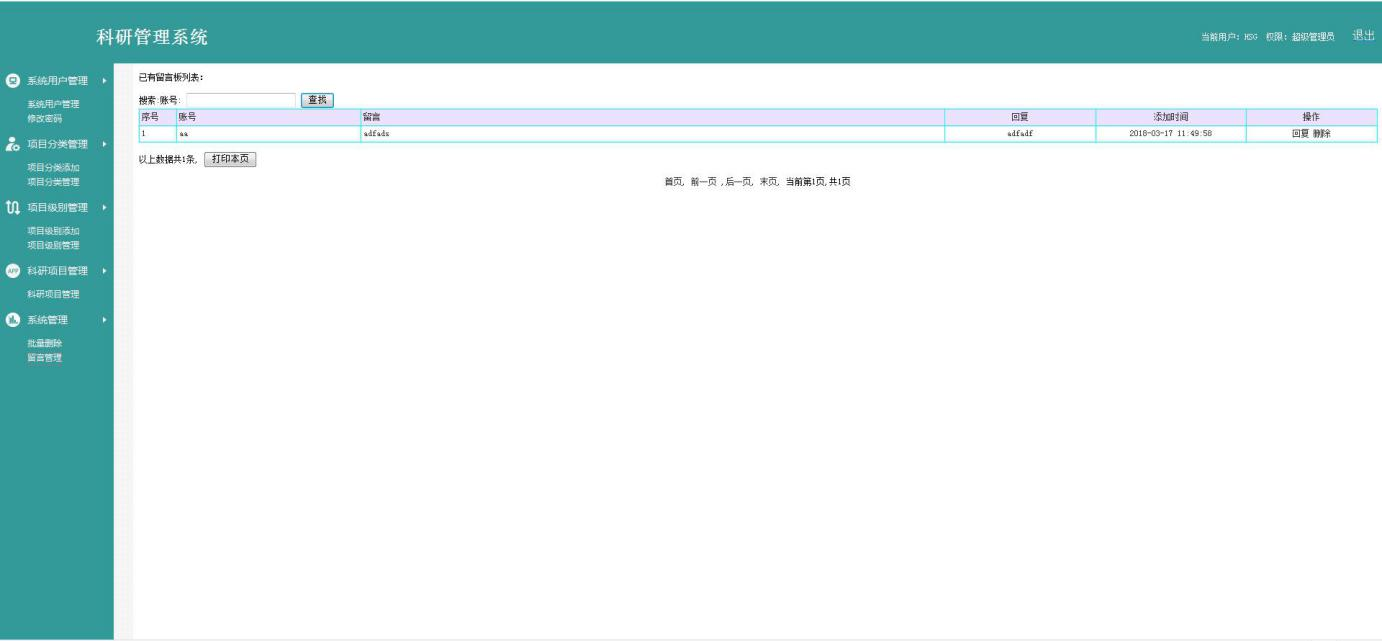 科研管理系统
当前用户: HSG 权限: 超级管理员 退出
系统用户管理
系统用户管理
修改密码
项目分类管理
项目分类添加
项目分类管理
项目级别管理
项目级别添加
项目级别管理
APP 科研项目管理
科研项目管理
系统管理
批量删除
留言管理
已有留言板列表:
搜索:账号: 查找
序号 账号 留言 回复 添加时间 操作
1 aa adfads adfadf 2018-03-17 11:49:58 回复 删除
以上数据共1条, 打印本页
首页, 前一页 ,后一页, 末页, 当前第1页,共1页